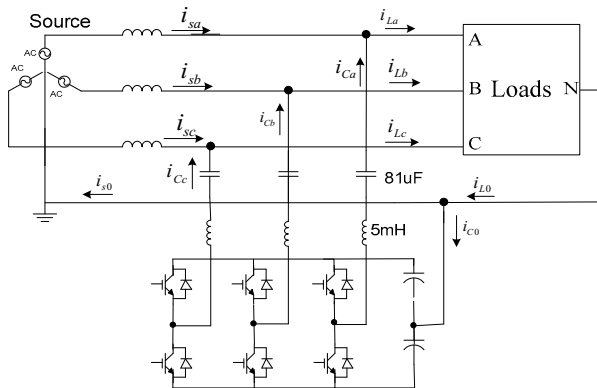 Source
i_sa
i_La
A
AC
AC
AC
i_Ca
i_sb
i_Lb
B
Loads
N
i_Cb
i_sc
i_Lc
C
i_Cc
81uF
i_s0
i_L0
5mH
i_C0